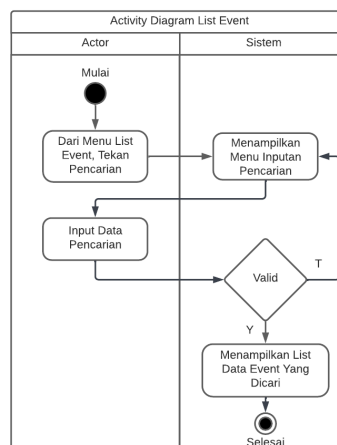 Activity Diagram List Event
Actor
Sistem
Mulai
Dari Menu List
Event, Tekan
Pencarian
Menampilkan
Menu Inputan
Pencarian
Input Data
Pencarian
Valid
T
Y
Menampilkan List
Data Event Yang
Dicari
Selesai